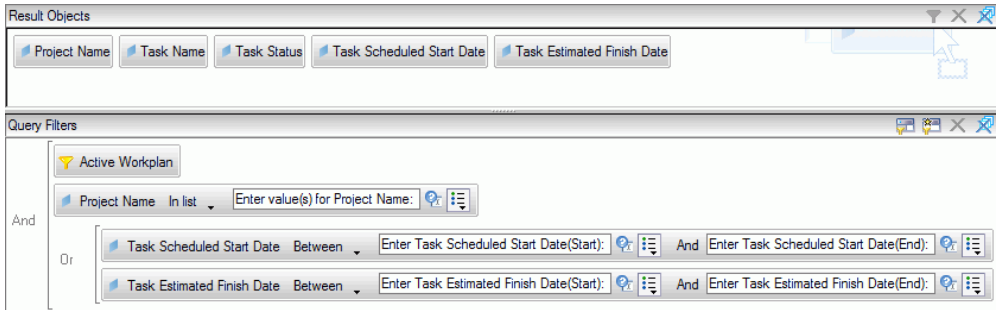 Result Objects
Project Name Task Name Task Status Task Scheduled Start Date Task Estimated Finish Date
Query Filters
Active Workplan
Project Name In list Enter value(s) for Project Name:
And
Task Scheduled Start Date Between Enter Task Scheduled Start Date(Start): And Enter Task Scheduled Start Date(End):
Or
Task Estimated Finish Date Between Enter Task Estimated Finish Date(Start): And Enter Task Estimated Finish Date(End):